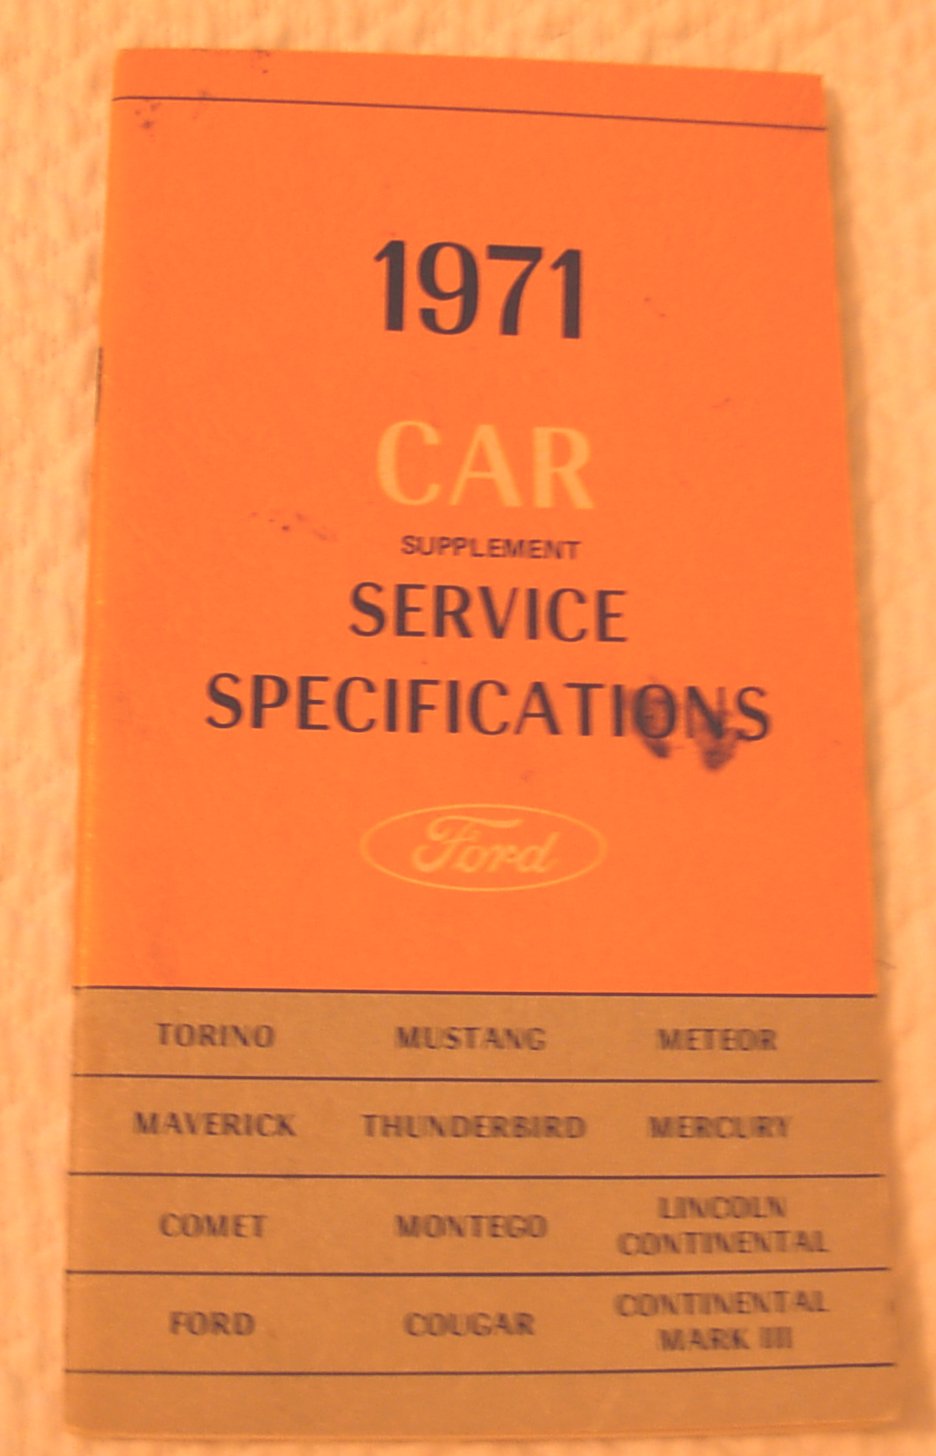 1971
CAR
SUPPLEMENT
SERVICE
SPECIFICATIONS
Ford
TORINO MUSTANG METEOR
MAVERICK THUNDERBIRD MERCURY
COMET MONTEGO LINCOLN CONTINENTAL
FORD COUGAR CONTINENTAL MARK III